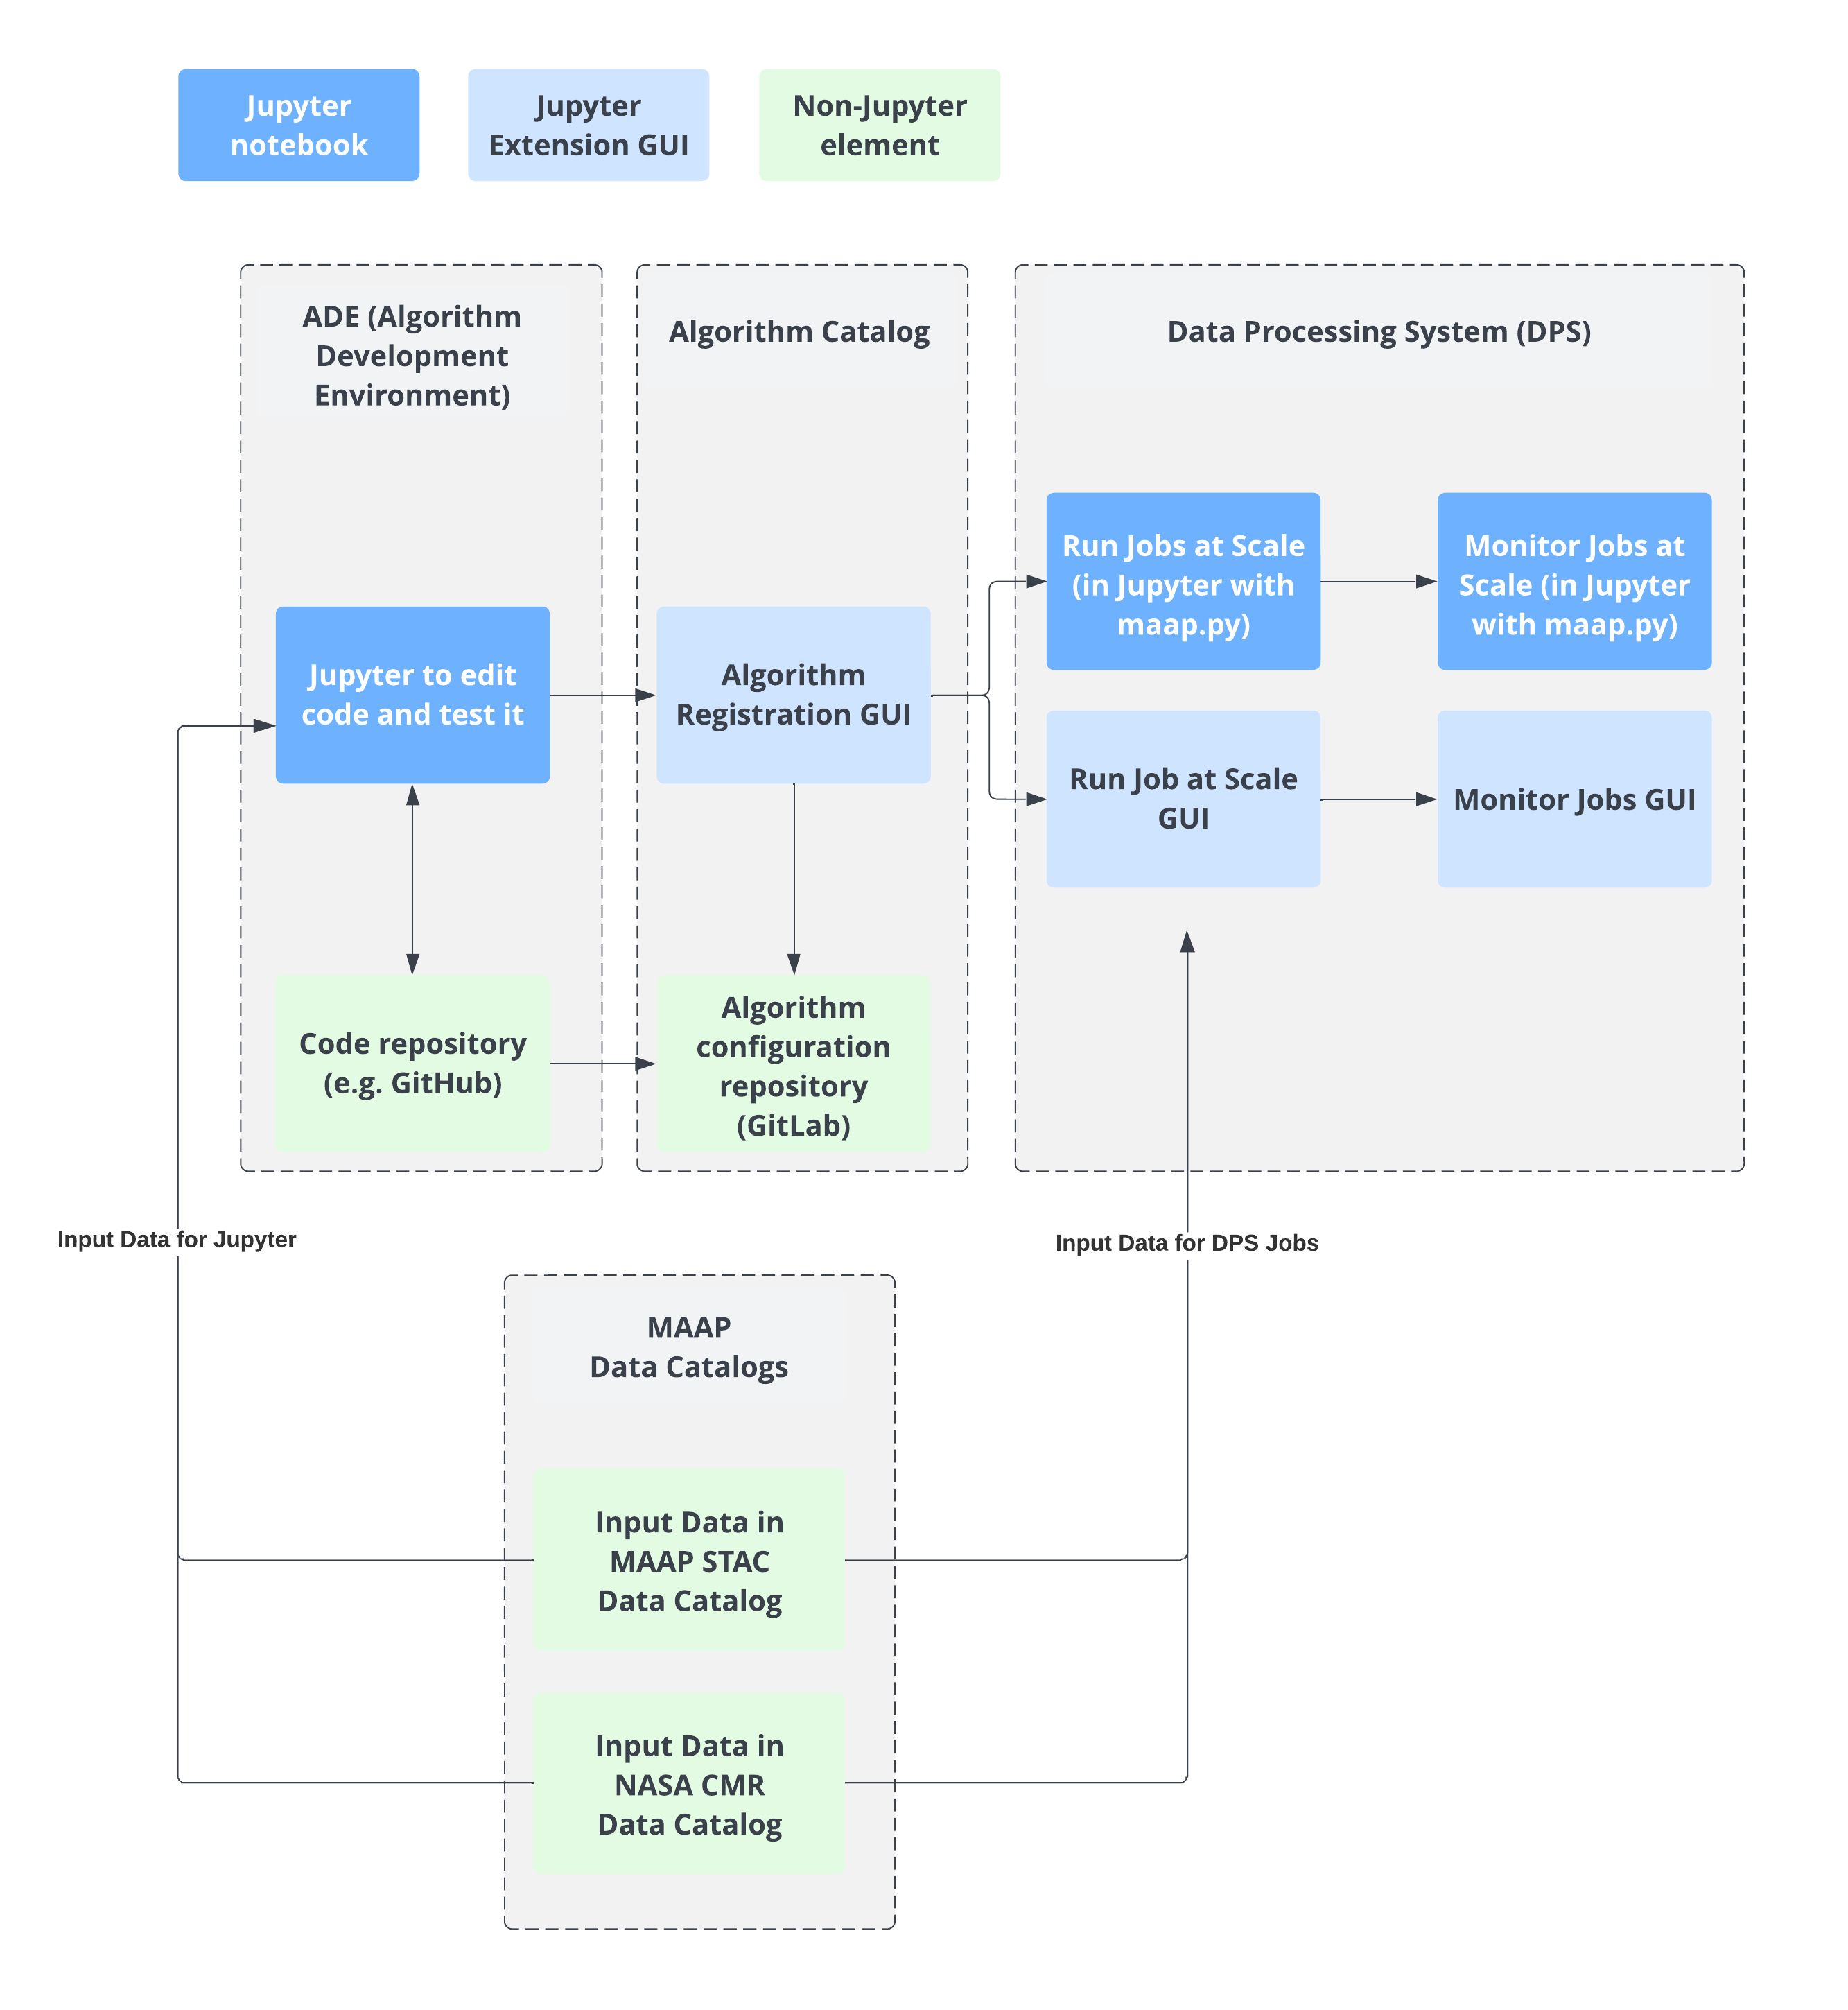 Jupyter
notebook
Jupyter
Extension GUI
Non-Jupyter
element
ADE (Algorithm
Development
Environment)
Algorithm Catalog
Data Processing System (DPS)
Jupyter to edit
code and test it
Algorithm
Registration GUI
Run Jobs at Scale
(in Jupyter with
maap.py)
Monitor Jobs at
Scale (in Jupyter
with maap.py)
Run Job at Scale
GUI
Monitor Jobs GUI
Code repository
(e.g. GitHub)
Algorithm
configuration
repository
(GitLab)
Input Data for Jupyter
Input Data for DPS Jobs
MAAP
Data Catalogs
Input Data in
MAAP STAC
Data Catalog
Input Data in
NASA CMR
Data Catalog